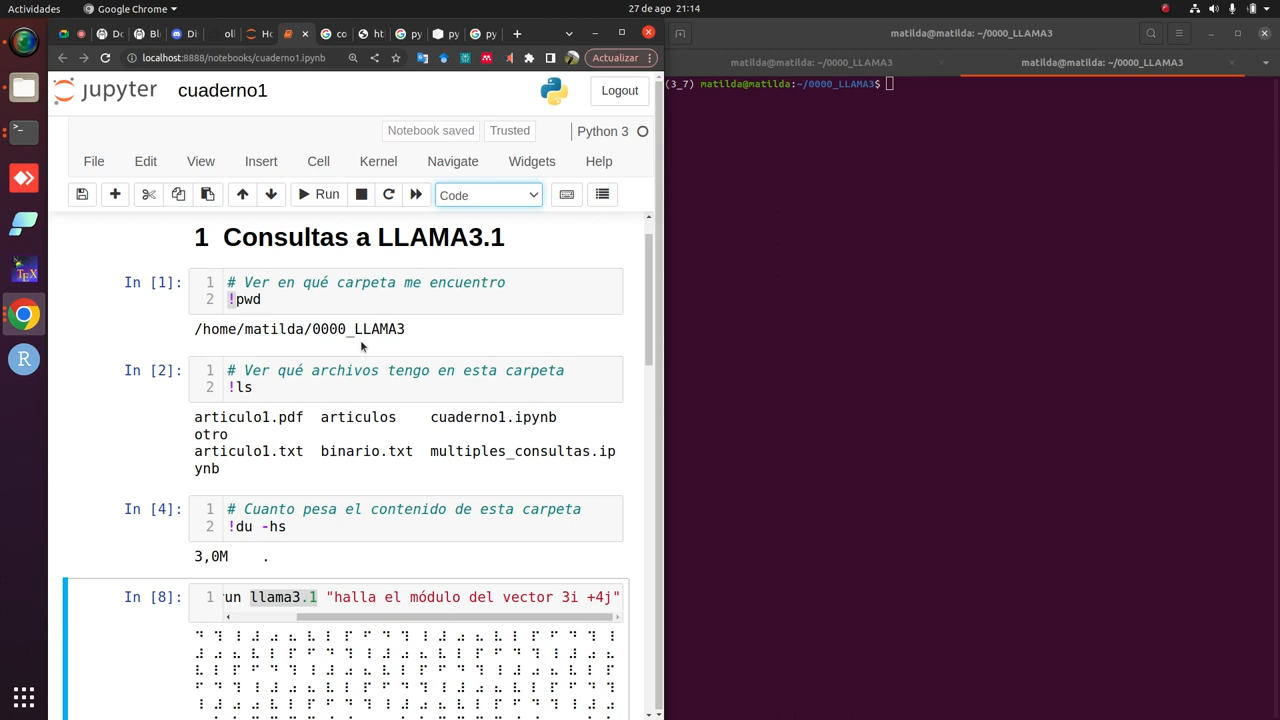 Actividades
Google Chrome
27 de ago. 21:14
localhost:8888/notebooks/cuaderno1.ipynb
Actualizar
jupyter
cuaderno1
Logout
Notebook saved
Trusted
Python 3
File
Edit
View
Insert
Cell
Kernel
Navigate
Widgets
Help
Run
Code
1 Consultas a LLAMA3.1
In [1]:
1 # Ver en qué carpeta me encuentro
2 !pwd
/home/matilda/0000_LLAMA3
In [2]:
1 # Ver qué archivos tengo en esta carpeta
2 !ls
articulo1.pdf articulos cuaderno1.ipynb
otro
articulo1.txt binario.txt multiples_consultas.ip
ynb
In [4]:
1 # Cuanto pesa el contenido de esta carpeta
2 !du -hs
3,0M .
In [8]:
1 un llama3.1 "halla el módulo del vector 3i +4j"
matilda@matilda: ~/0000_LLAMA3
matilda@matilda: ~/0000_LLAMA3
matilda@matilda: ~/0000_LLAMA3
(3_7) matilda@matilda:~/0000_LLAMA3$